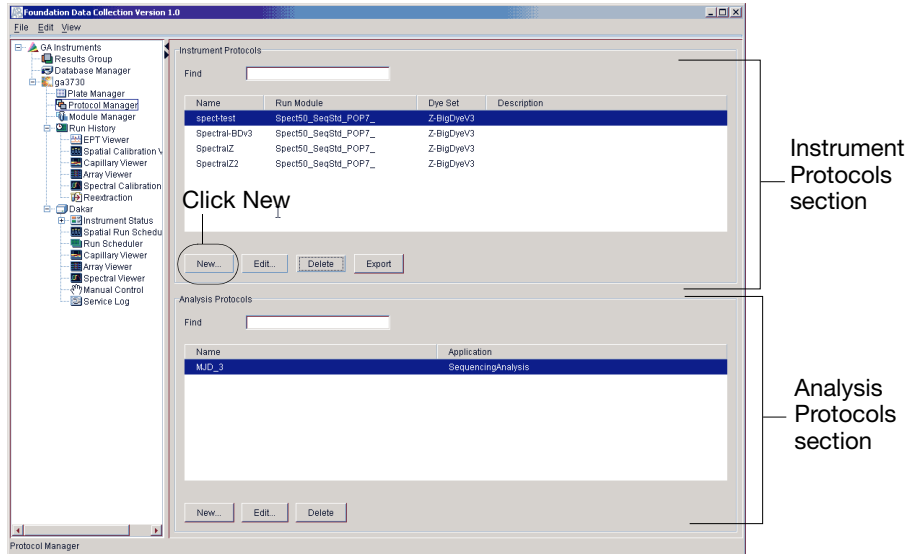 Foundation Data Collection Version 1.0
File Edit View
GA Instruments
Results Group
Database Manager
ga3730
Plate Manager
Protocol Manager
Module Manager
Run History
EPT Viewer
Spatial Calibration V
Capillary Viewer
Array Viewer
Spectral Calibration
Reextraction
Dakar
Instrument Status
Spatial Run Schedu
Run Scheduler
Capillary Viewer
Array Viewer
Spectral Viewer
Manual Control
Service Log
Instrument Protocols
Find
Name Run Module Dye Set Description
spect-test Spect50_SeqStd_POP7_ Z-BigDyeV3
Spectral-BDv3 Spect50_SeqStd_POP7_ Z-BigDyeV3
SpectralZ Spect50_SeqStd_POP7_ Z-BigDyeV3
SpectralZ2 Spect50_SeqStd_POP7_ Z-BigDyeV3
Click New
New... Edit... Delete Export
Analysis Protocols
Find
Name Application
MJD_3 SequencingAnalysis
New... Edit... Delete
Protocol Manager
Instrument
Protocols
section
Analysis
Protocols
section